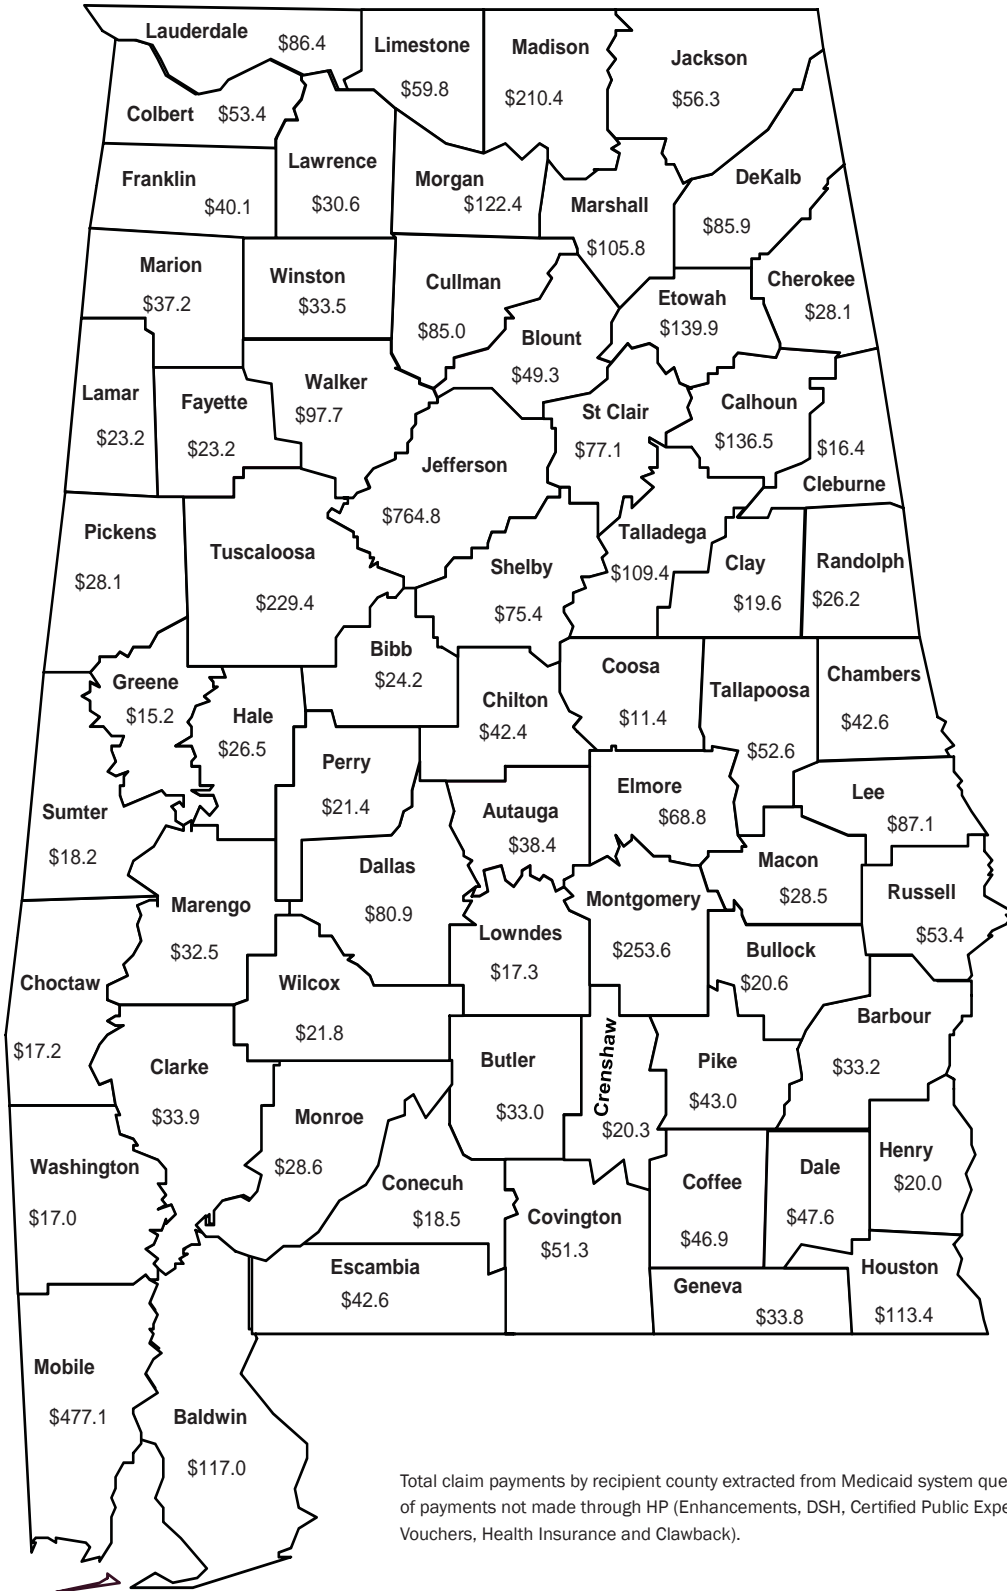 Lauderdale
$86.4
Limestone
$59.8
Madison
$210.4
Jackson
$56.3
Colbert $53.4
Lawrence
$30.6
Franklin
$40.1
Morgan
$122.4
Marshall
$105.8
DeKalb
$85.9
Marion
$37.2
Winston
$33.5
Cullman
$85.0
Blount
$49.3
Etowah
$139.9
Cherokee
$28.1
Lamar
$23.2
Fayette
$23.2
Walker
$97.7
Jefferson
$764.8
St Clair
$77.1
Calhoun
$136.5
$16.4
Cleburne
Pickens
$28.1
Tuscaloosa
$229.4
Shelby
$75.4
Talladega
$109.4
Clay
$19.6
Randolph
$26.2
Bibb
$24.2
Greene
$15.2
Hale
$26.5
Chilton
$42.4
Coosa
$11.4
Tallapoosa
$52.6
Chambers
$42.6
Perry
$21.4
Sumter
$18.2
Autauga
$38.4
Elmore
$68.8
Lee
$87.1
Dallas
$80.9
Macon
$28.5
Russell
$53.4
Marengo
$32.5
Lowndes
$17.3
Montgomery
$253.6
Bullock
$20.6
Choctaw
$17.2
Wilcox
$21.8
Barbour
$33.2
Clarke
$33.9
Butler
$33.0
Crenshaw
$20.3
Pike
$43.0
Monroe
$28.6
Washington
$17.0
Conecuh
$18.5
Covington
$51.3
Coffee
$46.9
Dale
$47.6
Henry
$20.0
Escambia
$42.6
Geneva
$33.8
Houston
$113.4
Mobile
$477.1
Baldwin
$117.0
Total claim payments by recipient county extracted from Medicaid system que
of payments not made through HP (Enhancements, DSH, Certified Public Expe
Vouchers, Health Insurance and Clawback).